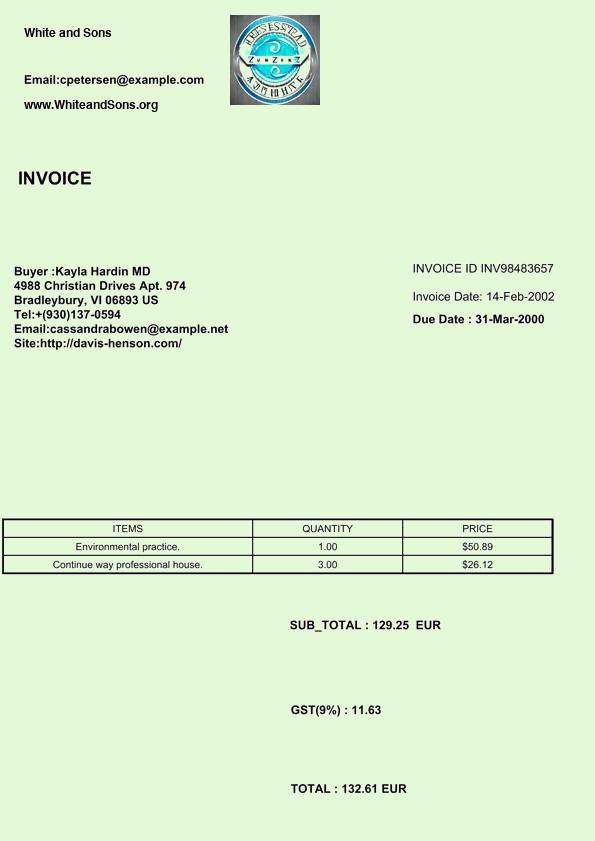 White and Sons
Email:cpetersen@example.com
www.WhiteandSons.org
INVOICE
Buyer :Kayla Hardin MD
4988 Christian Drives Apt. 974
Bradleybury, VI 06893 US
Tel:+(930)137-0594
Email:cassandrabowen@example.net
Site:http://davis-henson.com/
INVOICE ID INV98483657
Invoice Date: 14-Feb-2002
Due Date : 31-Mar-2000
ITEMS QUANTITY PRICE
Environmental practice. 1.00 $50.89
Continue way professional house. 3.00 $26.12
SUB_TOTAL : 129.25 EUR
GST(9%) : 11.63
TOTAL : 132.61 EUR